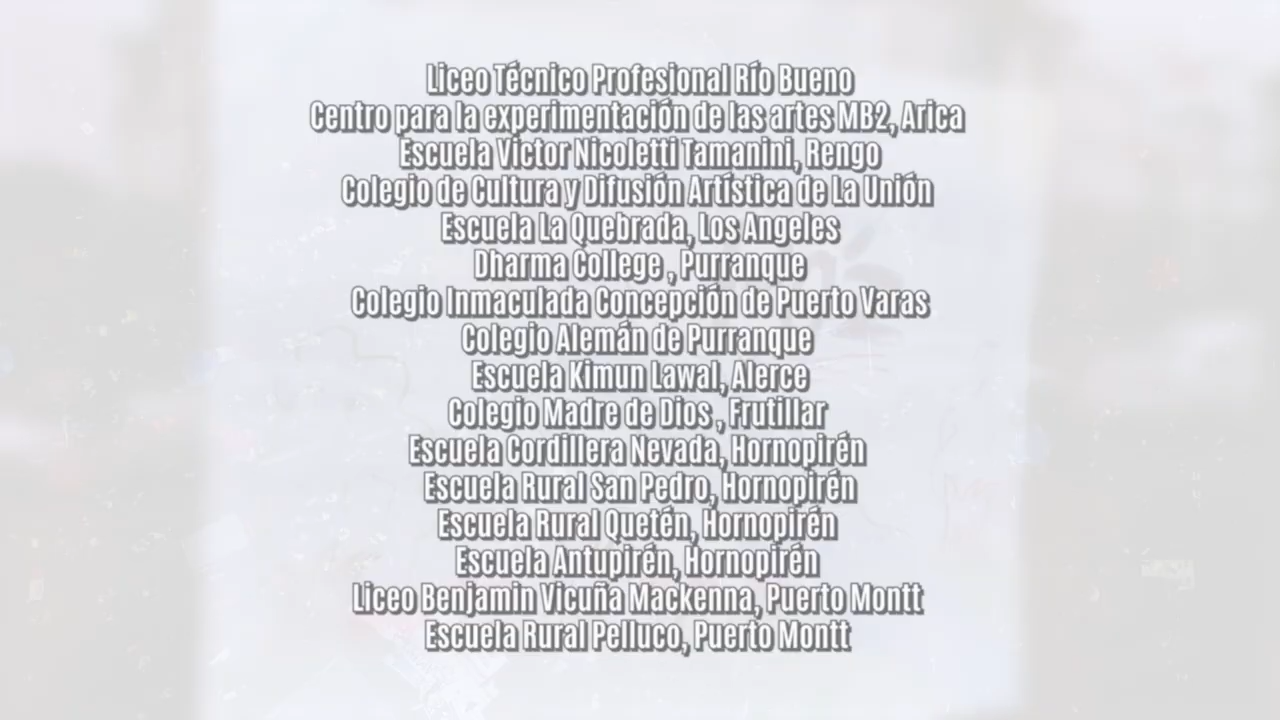 Liceo Técnico Profesional Río Bueno
Centro para la experimentación de las artes MB2, Arica
Escuela Victor Nicoletti Tamanini, Rengo
Colegio de Cultura y Difusión Artística de La Unión
Escuela La Quebrada, Los Angeles
Dharma College , Purranque
Colegio Inmaculada Concepción de Puerto Varas
Colegio Alemán de Purranque
Escuela Kimun Lawal, Alerce
Colegio Madre de Dios , Frutillar
Escuela Cordillera Nevada, Hornopirén
Escuela Rural San Pedro, Hornopirén
Escuela Rural Quetén, Hornopirén
Escuela Antupirén, Hornopirén
Liceo Benjamin Vicuña Mackenna, Puerto Montt
Escuela Rural Pelluco, Puerto Montt